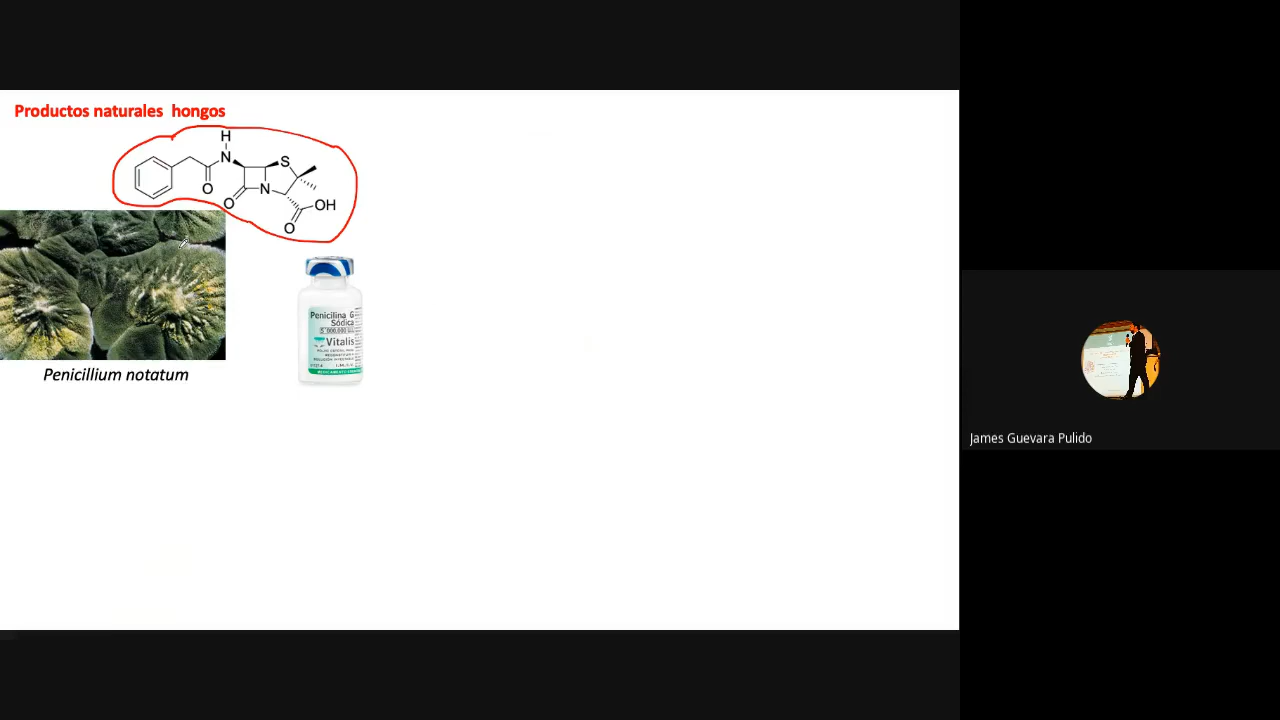 Productos naturales  hongos
H
N
S
O
N
O
OH
O
Penicilina G
Sódica
Vitalis
Penicillium notatum
James Guevara Pulido